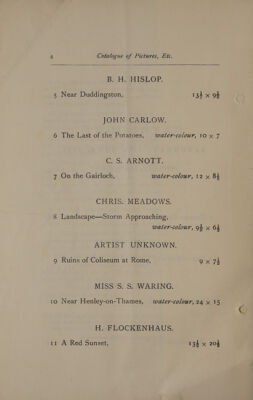 4 Catalogue of Pictures, Etc.
B. H. HISLOP.
5 Near Duddingston, 13½ × 9½
JOHN CARLOW.
6 The Last of the Potatoes, water-colour, 10 × 7
C. S. ARNOTT.
7 On the Gairloch, water-colour, 12 × 8½
CHRIS. MEADOWS.
8 Landscape—Storm Approaching,
water-colour, 9½ × 6½
ARTIST UNKNOWN.
9 Ruins of Coliseum at Rome, 9 × 7½
MISS S. S. WARING.
10 Near Henley-on-Thames, water-colour, 24 × 15
H. FLOCKENHAUS.
11 A Red Sunset, 13½ × 20½